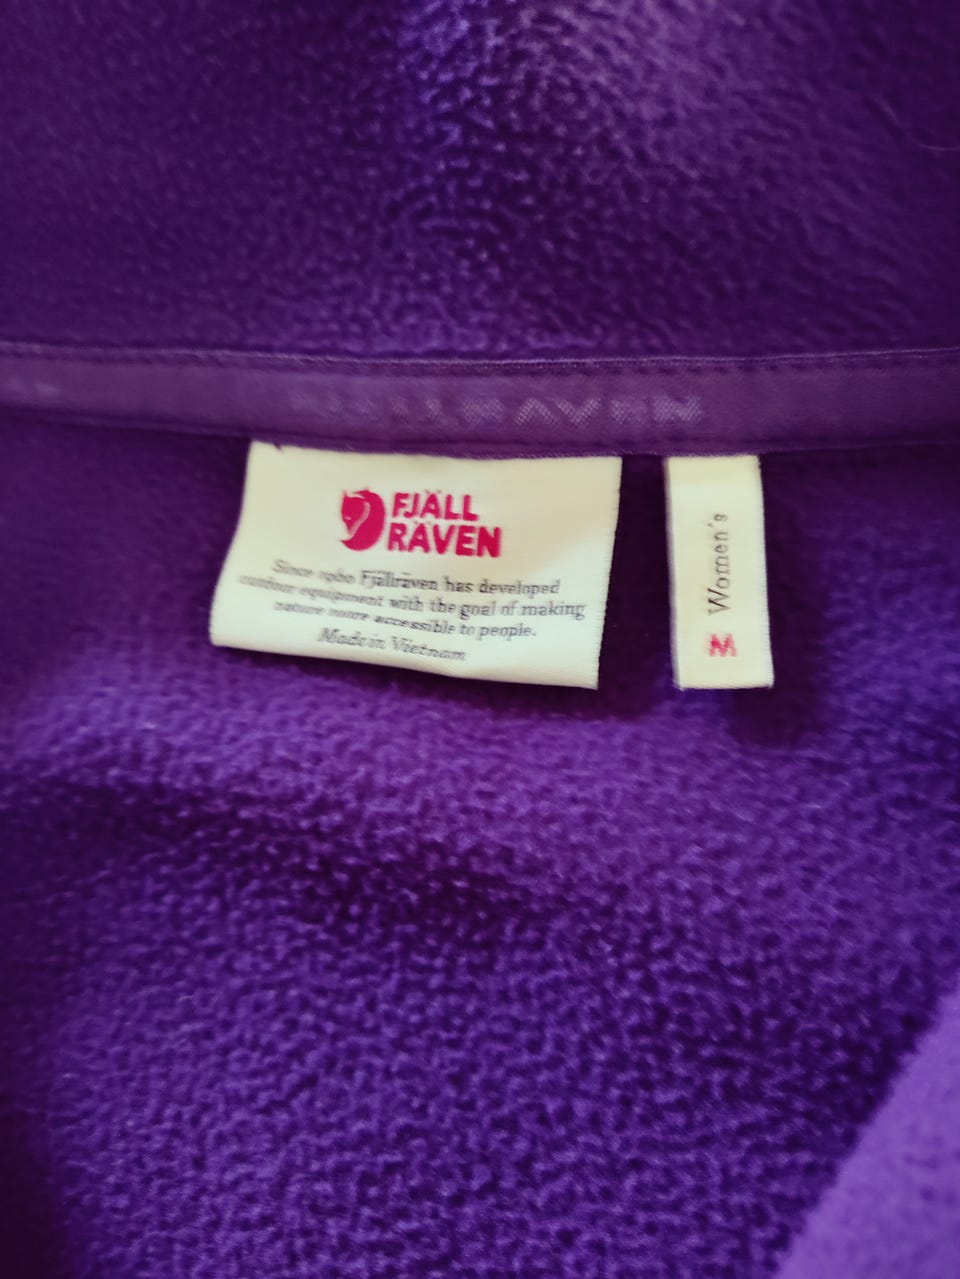 FJÄLLRÄVEN
FJÄLL
RÄVEN
Since 1960 Fjällräven has developed
outdoor equipment with the goal of making
nature more accessible to people.
Made in Vietnam
Women's
M